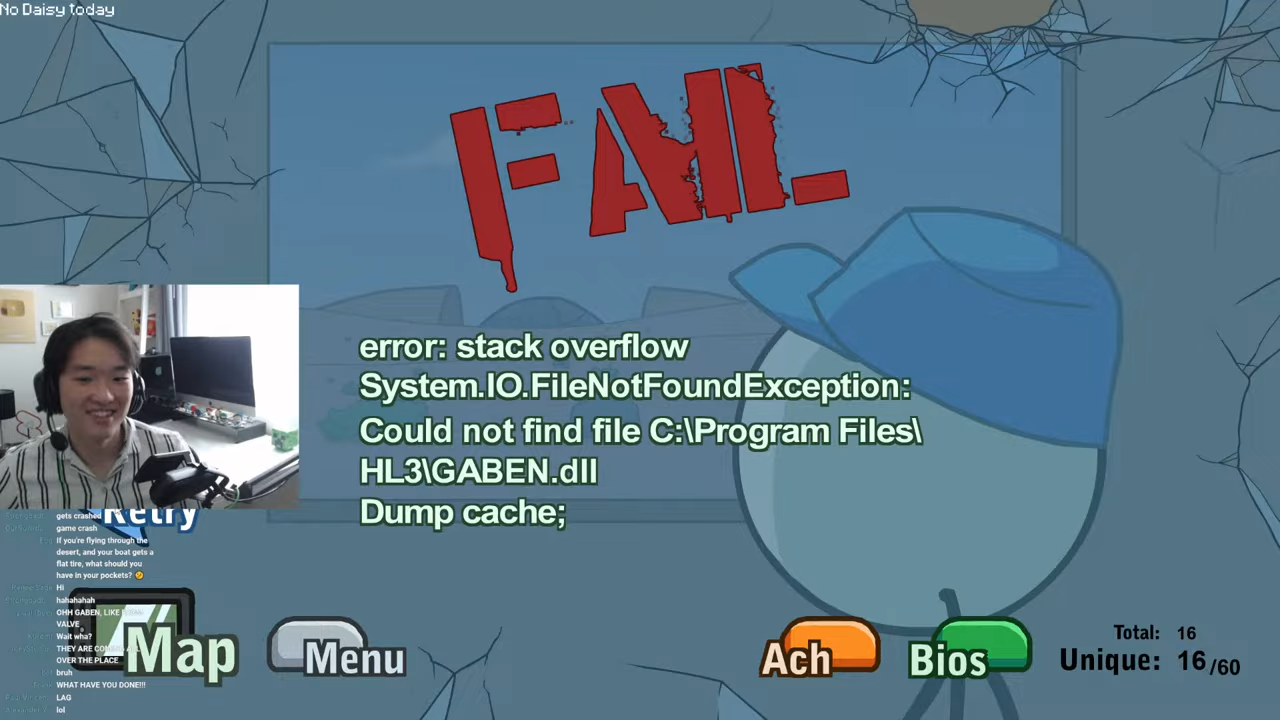 No Daisy today
FAIL
error: stack overflow
System.IO.FileNotFoundException:
Could not find file C:\Program Files\
HL3\GABEN.dll
Dump cache;
Retry
gets crashed
game crash
If you're flying through the
desert, and your boat gets a
flat tire, what should you
have in your pockets? 🤔
Hi
hahahahah
OHH GABEN, LIKE
VALVE
Wait wha?
THEY ARE
OVER THE PLACE
bruh
WHAT HAVE YOU DONE!!!
LAG
lol
Map
Menu
Ach
Bios
Total: 16
Unique: 16/60